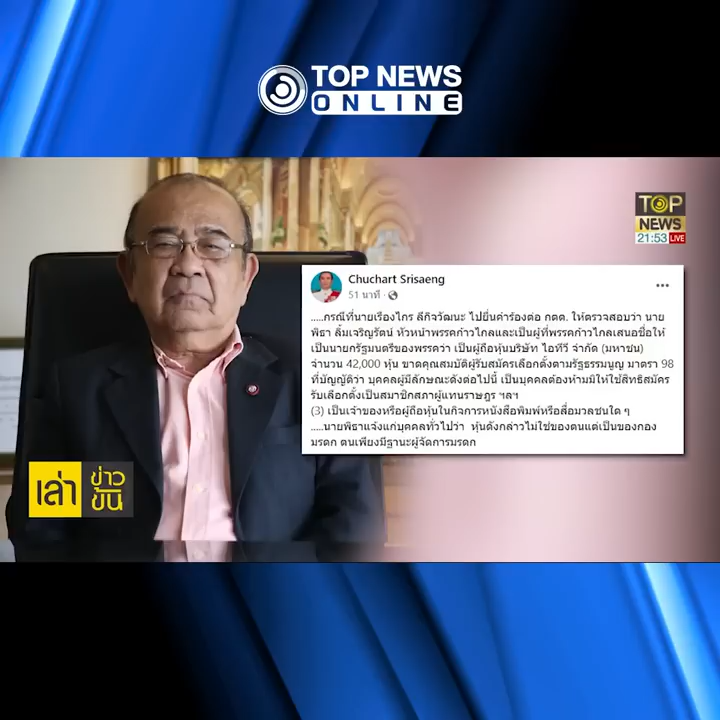 TOP NEWS
ONLINE
TOP
NEWS
21:53 LIVE
Chuchart Srisaeng
51 นาที
.....กรณีที่นายเรืองไกร ลีกิจวัฒนะ ไปยื่นคำร้องต่อ กตต. ให้ตรวจสอบว่า นาย
พิธา ลิ้มเจริญรัตน์ หัวหน้าพรรคก้าวไกลและเป็นผู้ที่พรรคก้าวไกลเสนอชื่อให้
เป็นนายกรัฐมนตรีของพรรคว่า เป็นผู้ถือหุ้นบริษัท ไอทีวี จำกัด (มหาชน)
จำนวน 42,000 หุ้น ขาดคุณสมบัติผู้รับสมัครเลือกตั้งตามรัฐธรรมนูญ มาตรา 98
ที่บัญญัติว่า บุคคลผู้มีลักษณะดังต่อไปนี้ เป็นบุคคลต้องห้ามมิให้ใช้สิทธิสมัคร
รับเลือกตั้งเป็นสมาชิกสภาผู้แทนราษฎร ฯลฯ
(3) เป็นเจ้าของหรือผู้ถือหุ้นในกิจการหนังสือพิมพ์หรือสื่อมวลชนใด ๆ
.....นายพิธาแจ้งแก่บุคคลทั่วไปว่า หุ้นดังกล่าวไม่ใช่ของตนแต่เป็นของกอง
มรดก ตนเพียงมีฐานะผู้จัดการมรดก
เล่า ข่าว
ข้น